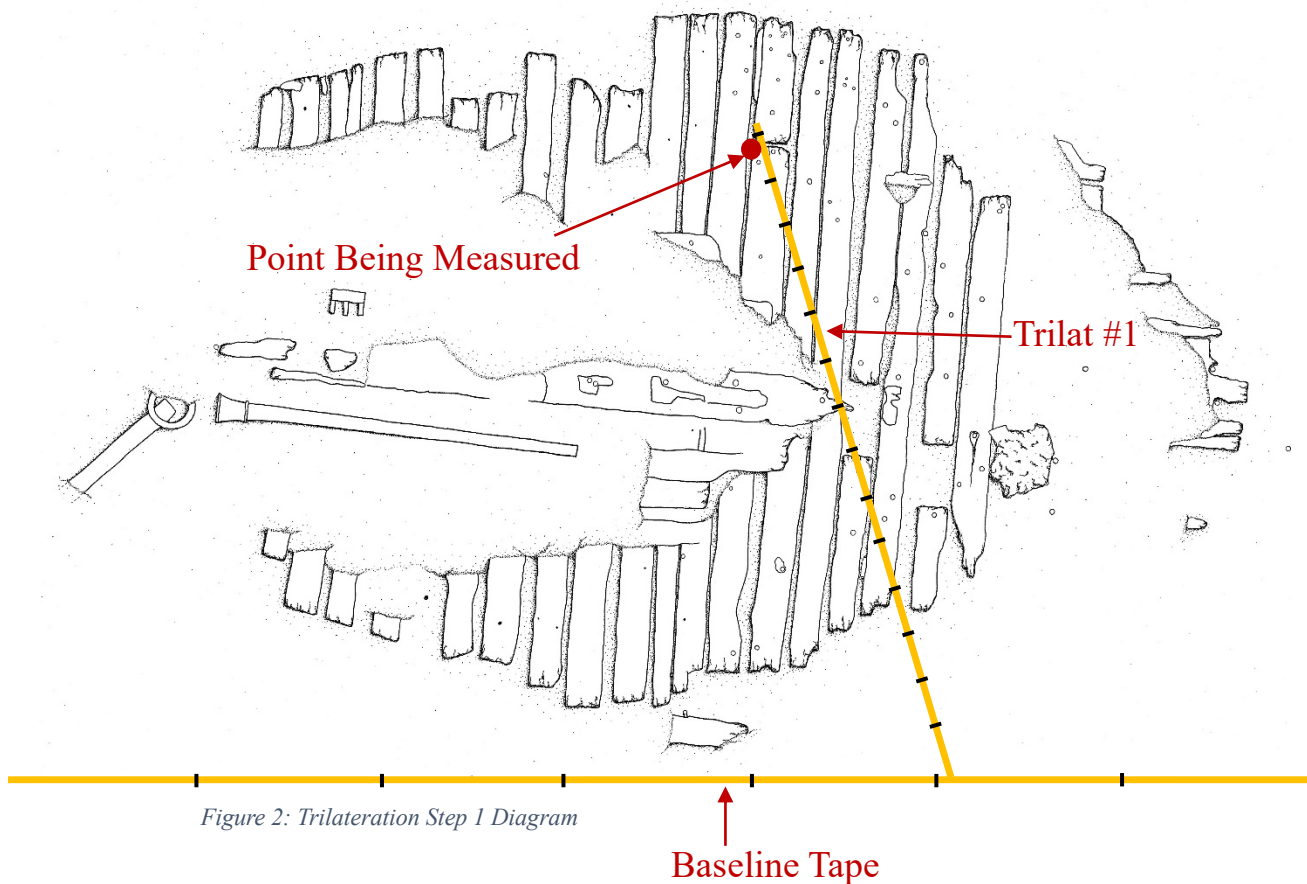 Point Being Measured
Trilat #1
Figure 2: Trilateration Step 1 Diagram
Baseline Tape